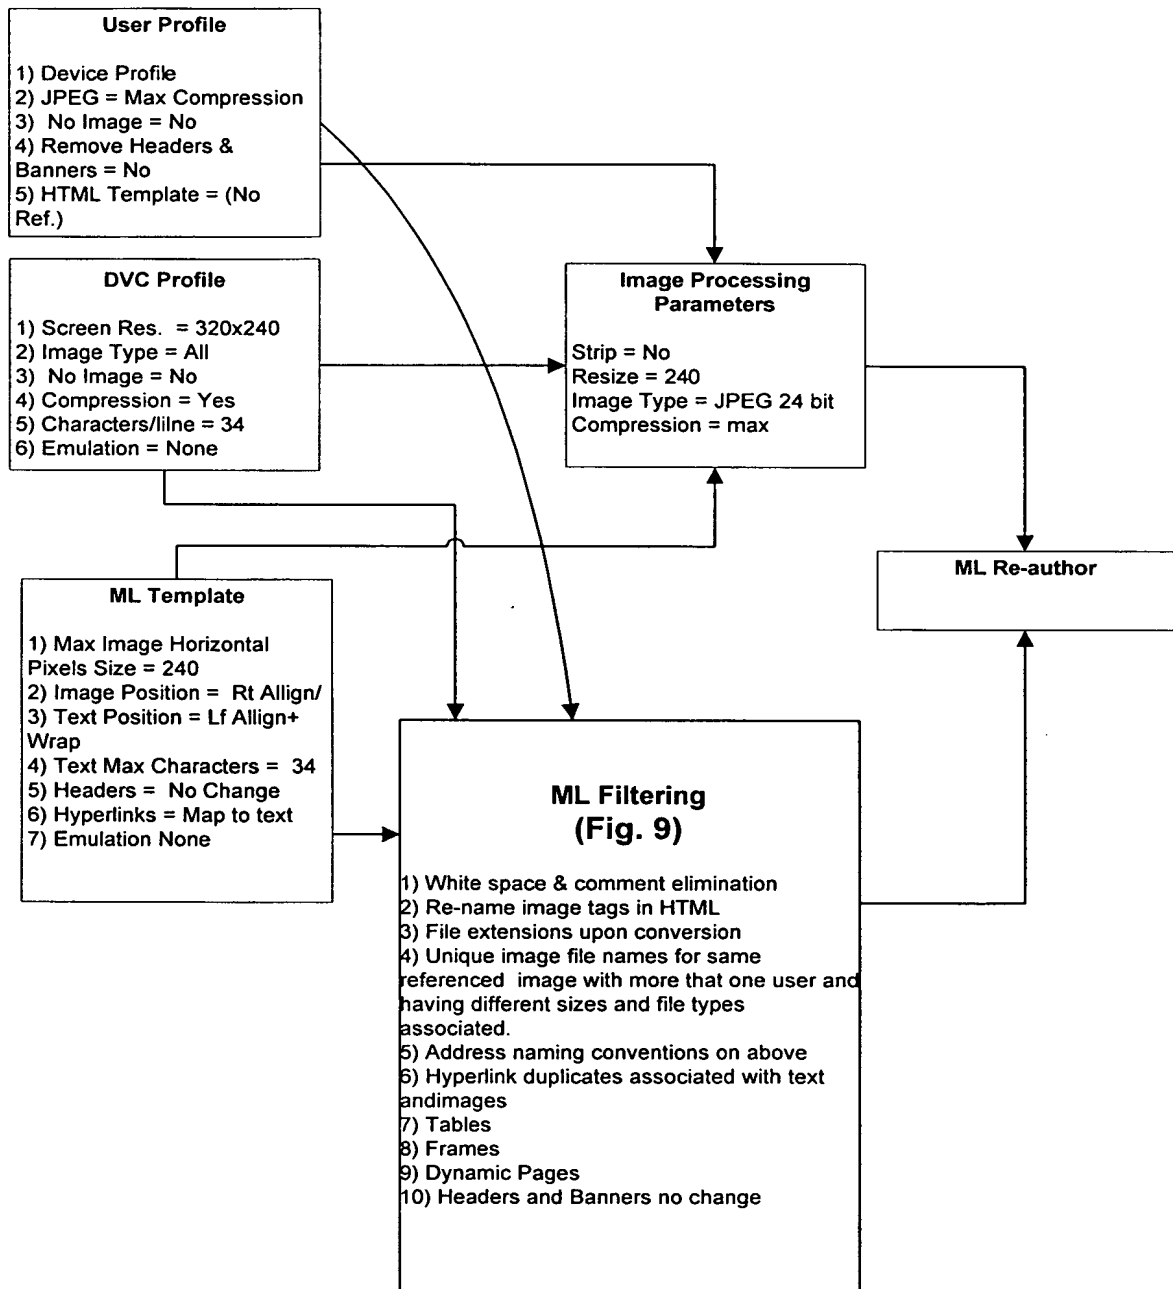 User Profile
1) Device Profile
2) JPEG = Max Compression
3) No Image = No
4) Remove Headers &
Banners = No
5) HTML Template = (No
Ref.)
DVC Profile
1) Screen Res. = 320x240
2) Image Type = All
3) No Image = No
4) Compression = Yes
5) Characters/lilne = 34
6) Emulation = None
Image Processing
Parameters
Strip = No
Resize = 240
Image Type = JPEG 24 bit
Compression = max
ML Re-author
ML Template
1) Max Image Horizontal
Pixels Size = 240
2) Image Position = Rt Allign/
3) Text Position = Lf Allign+
Wrap
4) Text Max Characters = 34
5) Headers = No Change
6) Hyperlinks = Map to text
7) Emulation None
ML Filtering
(Fig. 9)
1) White space & comment elimination
2) Re-name image tags in HTML
3) File extensions upon conversion
4) Unique image file names for same
referenced image with more that one user and
having different sizes and file types
associated.
5) Address naming conventions on above
6) Hyperlink duplicates associated with text
andimages
7) Tables
8) Frames
9) Dynamic Pages
10) Headers and Banners no change